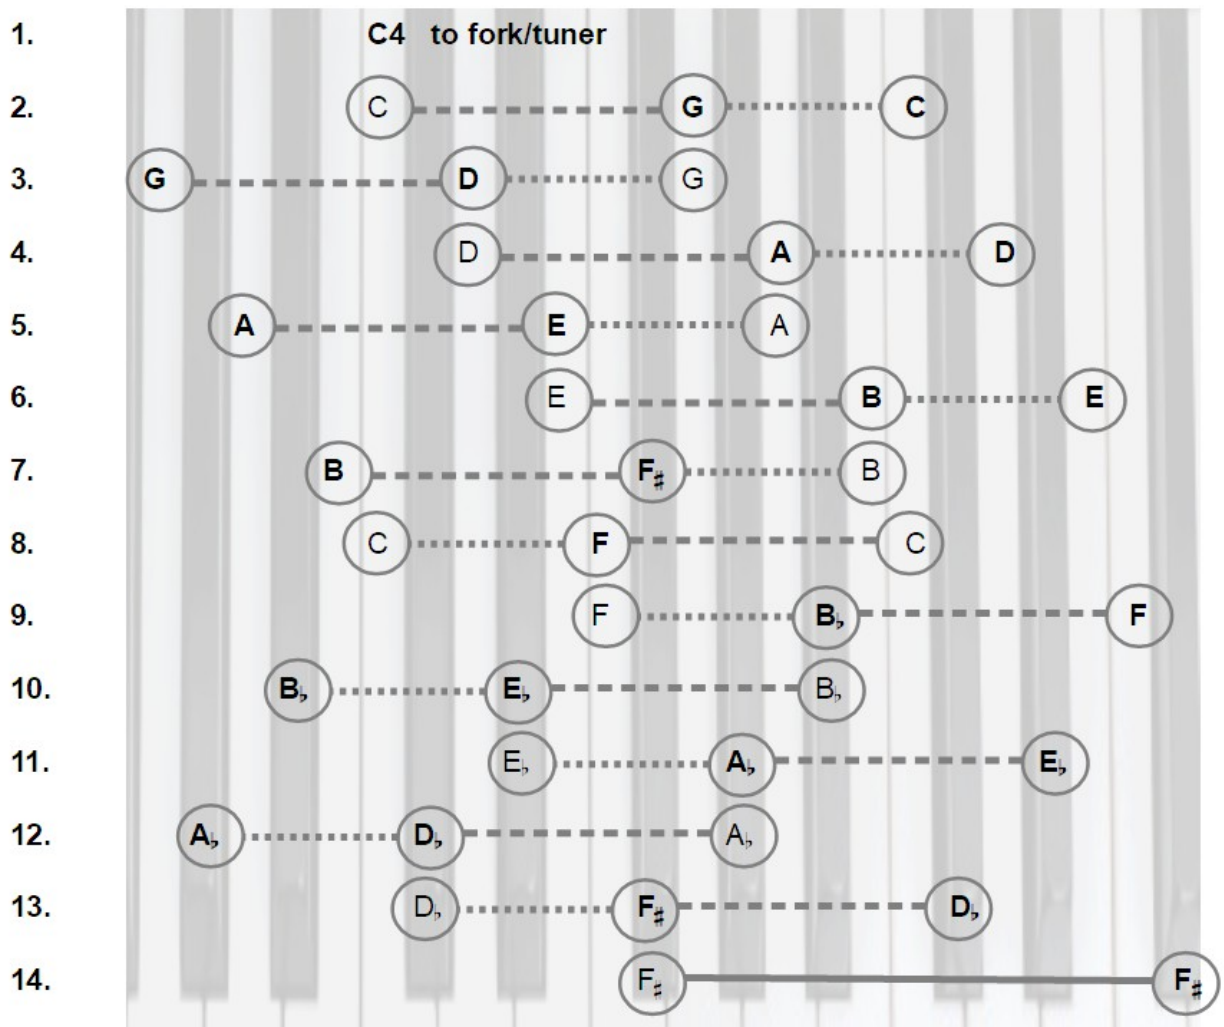 1. C4 to fork/tuner
2. C G C
3. G D G
4. D A D
5. A E A
6. E B E
7. B F♯ B
8. C F C
9. F B♭ F
10. B♭ E♭ B♭
11. E♭ A♭ E♭
12. A♭ D♭ A♭
13. D♭ F♯ D♭
14. F♯ F♯